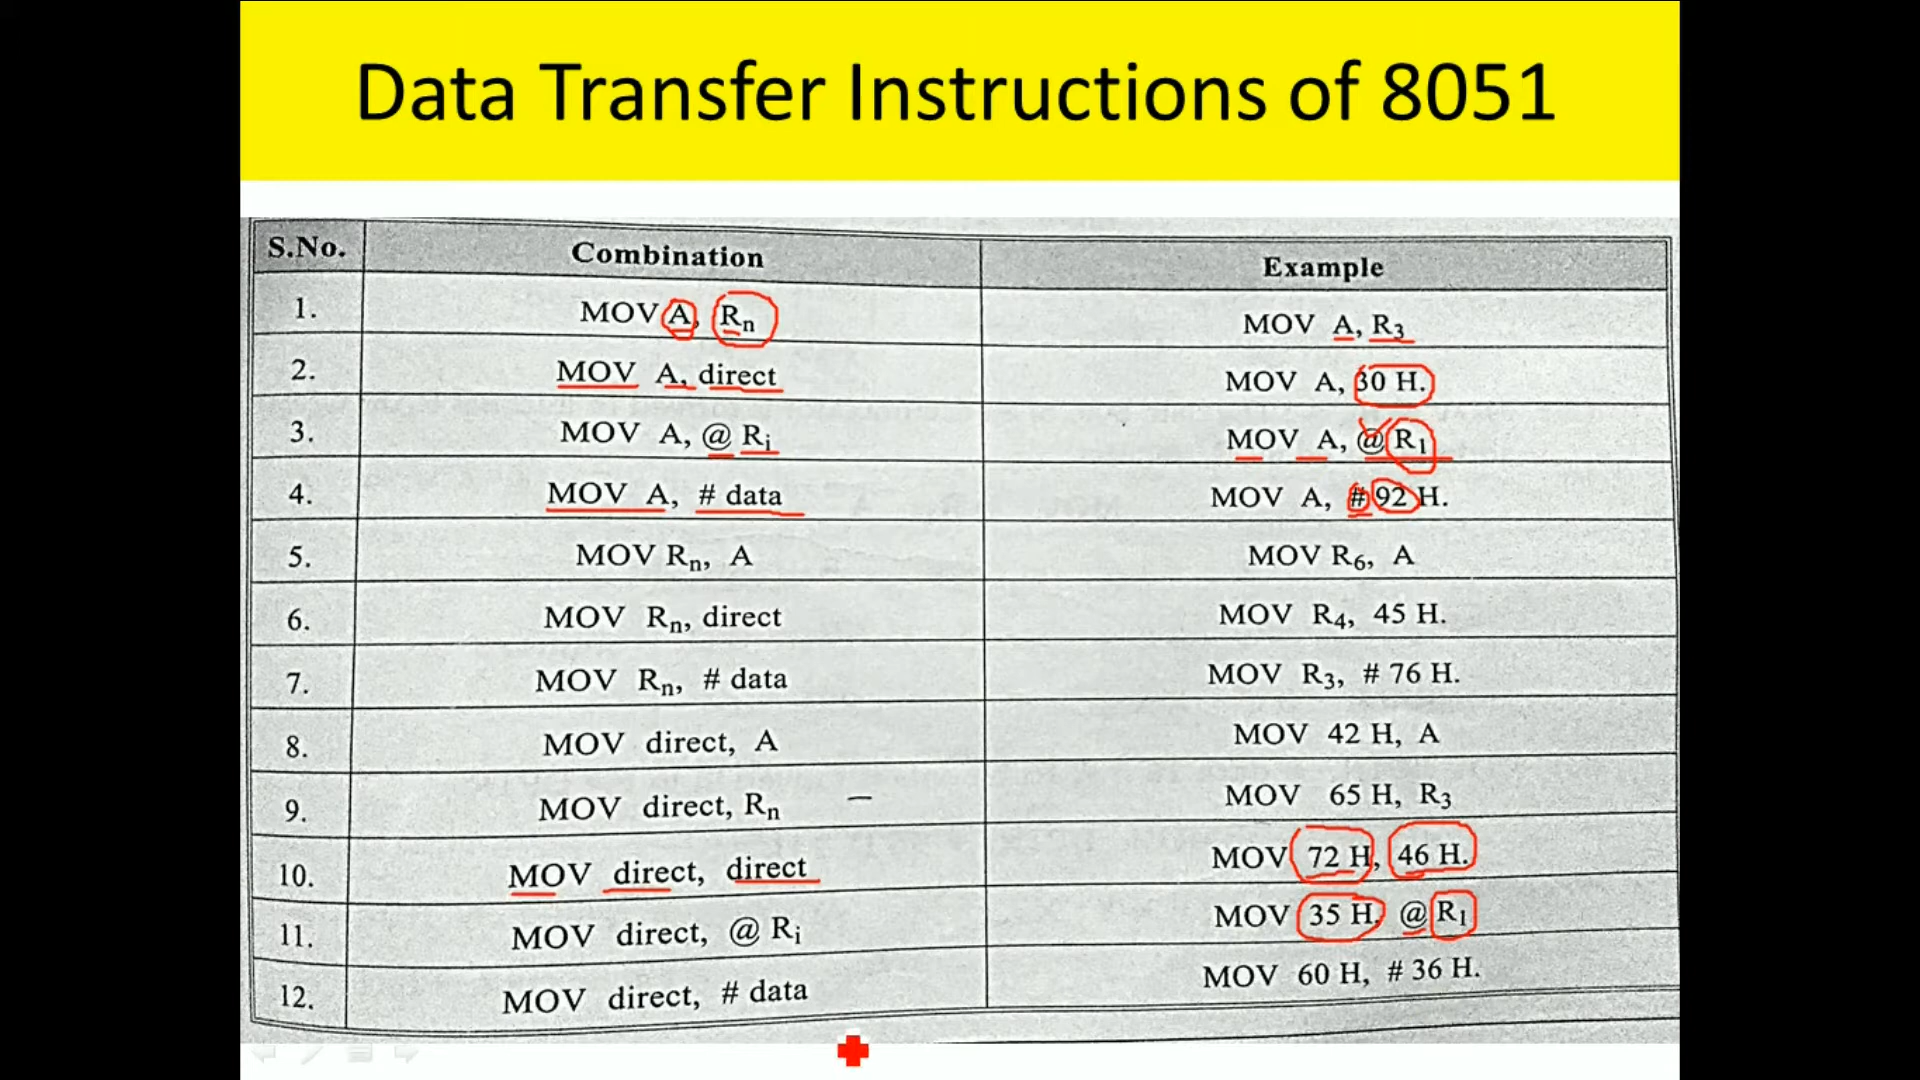 Data Transfer Instructions of 8051
S.No. Combination Example
1. MOV A, Rn MOV A, R3
2. MOV A, direct MOV A, 30 H.
3. MOV A, @ Ri MOV A, @ R1
4. MOV A, # data MOV A, # 92 H.
5. MOV Rn, A MOV R6, A
6. MOV Rn, direct MOV R4, 45 H.
7. MOV Rn, # data MOV R3, # 76 H.
8. MOV direct, A MOV 42 H, A
9. MOV direct, Rn MOV 65 H, R3
10. MOV direct, direct MOV 72 H, 46 H.
11. MOV direct, @ Ri MOV 35 H, @ R1
12. MOV direct, # data MOV 60 H, # 36 H.